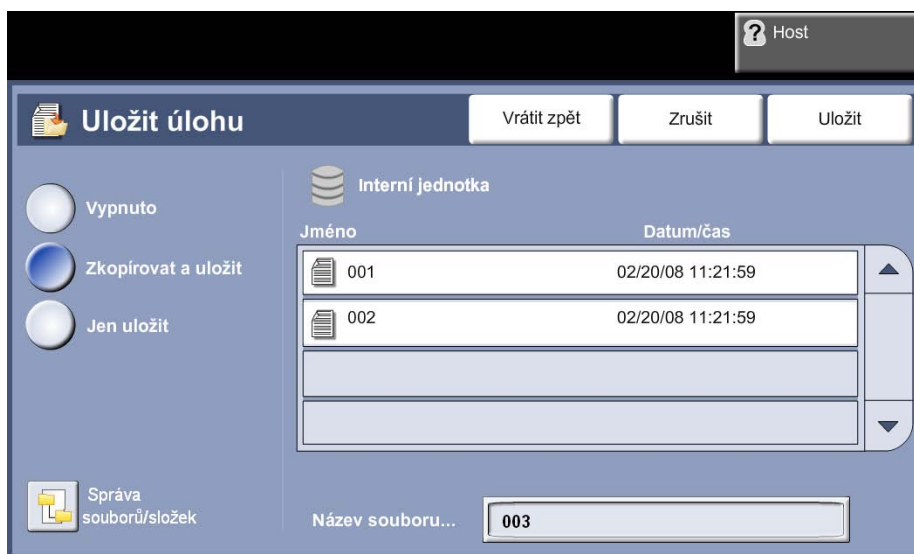 Host
Uložit úlohu
Vrátit zpět
Zrušit
Uložit
Vypnuto
Zkopírovat a uložit
Jen uložit
Interní jednotka
Jméno Datum/čas
001 02/20/08 11:21:59
002 02/20/08 11:21:59
Správa
souborů/složek
Název souboru... 003